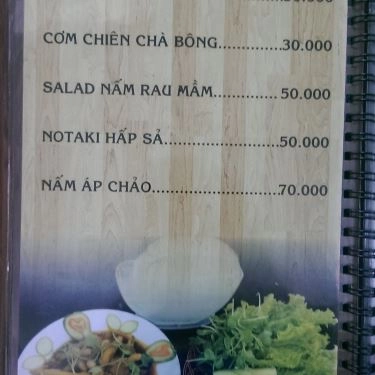 CƠM CHIÊN CHÀ BÔNG................30.000
SALAD NẤM RAU MẦM...........50.000
NOTAKI HẤP SẢ......................50.000
NẤM ÁP CHẢO........................70.000